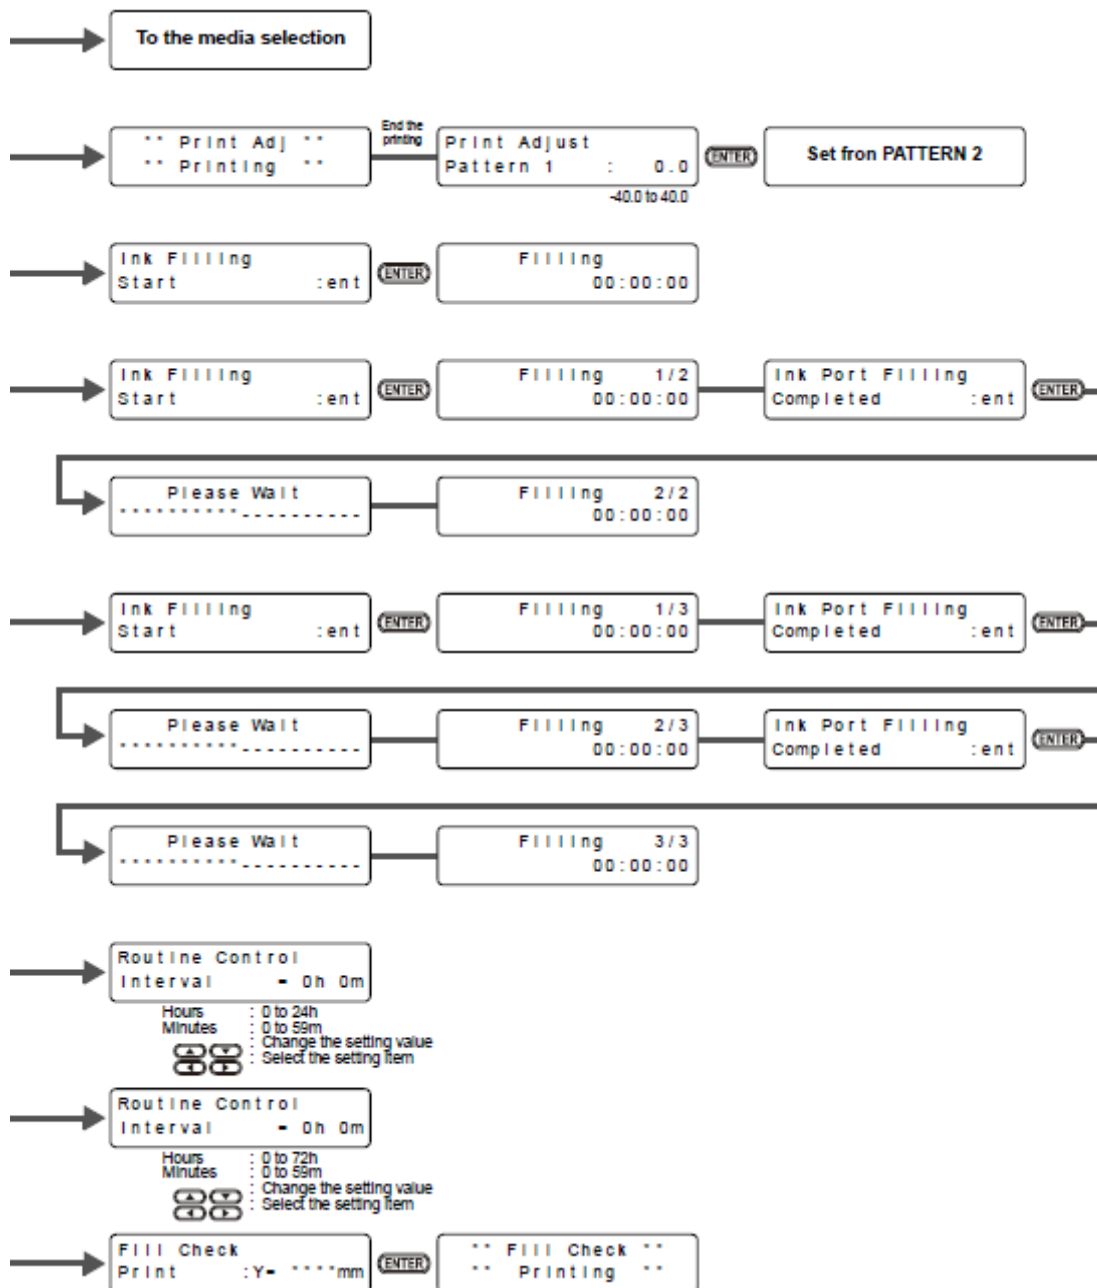 To the media selection
** Print Adj **
** Printing **
End the
printing
Print Adjust
Pattern 1 : 0.0
-40.0 to 40.0
ENTER
Set fron PATTERN 2
Ink Filling
Start :ent
ENTER
Filling
00:00:00
Ink Filling
Start :ent
ENTER
Filling 1/2
00:00:00
Ink Port Filling
Completed :ent
ENTER
Please Wait
**********----------
Filling 2/2
00:00:00
Ink Filling
Start :ent
ENTER
Filling 1/3
00:00:00
Ink Port Filling
Completed :ent
ENTER
Please Wait
**********----------
Filling 2/3
00:00:00
Ink Port Filling
Completed :ent
ENTER
Please Wait
**********----------
Filling 3/3
00:00:00
Routine Control
Interval = 0h 0m
Hours : 0 to 24h
Minutes : 0 to 59m
: Change the setting value
: Select the setting item
Routine Control
Interval = 0h 0m
Hours : 0 to 72h
Minutes : 0 to 59m
: Change the setting value
: Select the setting item
Fill Check
Print :Y= ****mm
ENTER
** Fill Check **
** Printing **